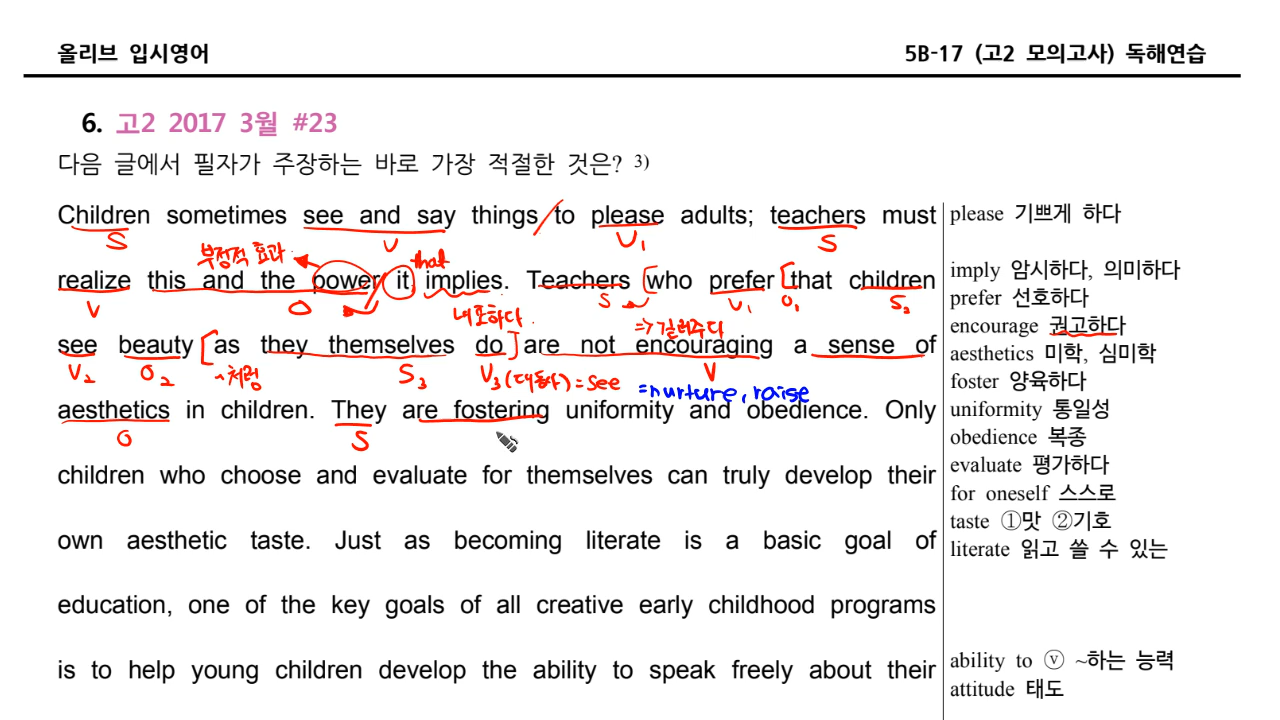 올리브 입시영어 5B-17 (고2 모의고사) 독해연습
6. 고2 2017 3월 #23
다음 글에서 필자가 주장하는 바로 가장 적절한 것은? 3)
Children sometimes see and say things / to please adults; teachers must
S V V₁ S
부정적 효과 that
realize this and the power it implies. Teachers [who prefer [that children
V O 내포하다 S V₁ O₁ S₂
⇒ 길러주다
see beauty [as they themselves do] are not encouraging a sense of
V₂ O₂ ~처럼 S₃ V₃ (대동사) = see V
= nurture, raise
aesthetics in children. They are fostering uniformity and obedience. Only
O S
children who choose and evaluate for themselves can truly develop their
own aesthetic taste. Just as becoming literate is a basic goal of
education, one of the key goals of all creative early childhood programs
is to help young children develop the ability to speak freely about their
please 기쁘게 하다
imply 암시하다, 의미하다
prefer 선호하다
encourage 권고하다
aesthetics 미학, 심미학
foster 양육하다
uniformity 통일성
obedience 복종
evaluate 평가하다
for oneself 스스로
taste ①맛 ②기호
literate 읽고 쓸 수 있는
ability to ⓥ ~하는 능력
attitude 태도